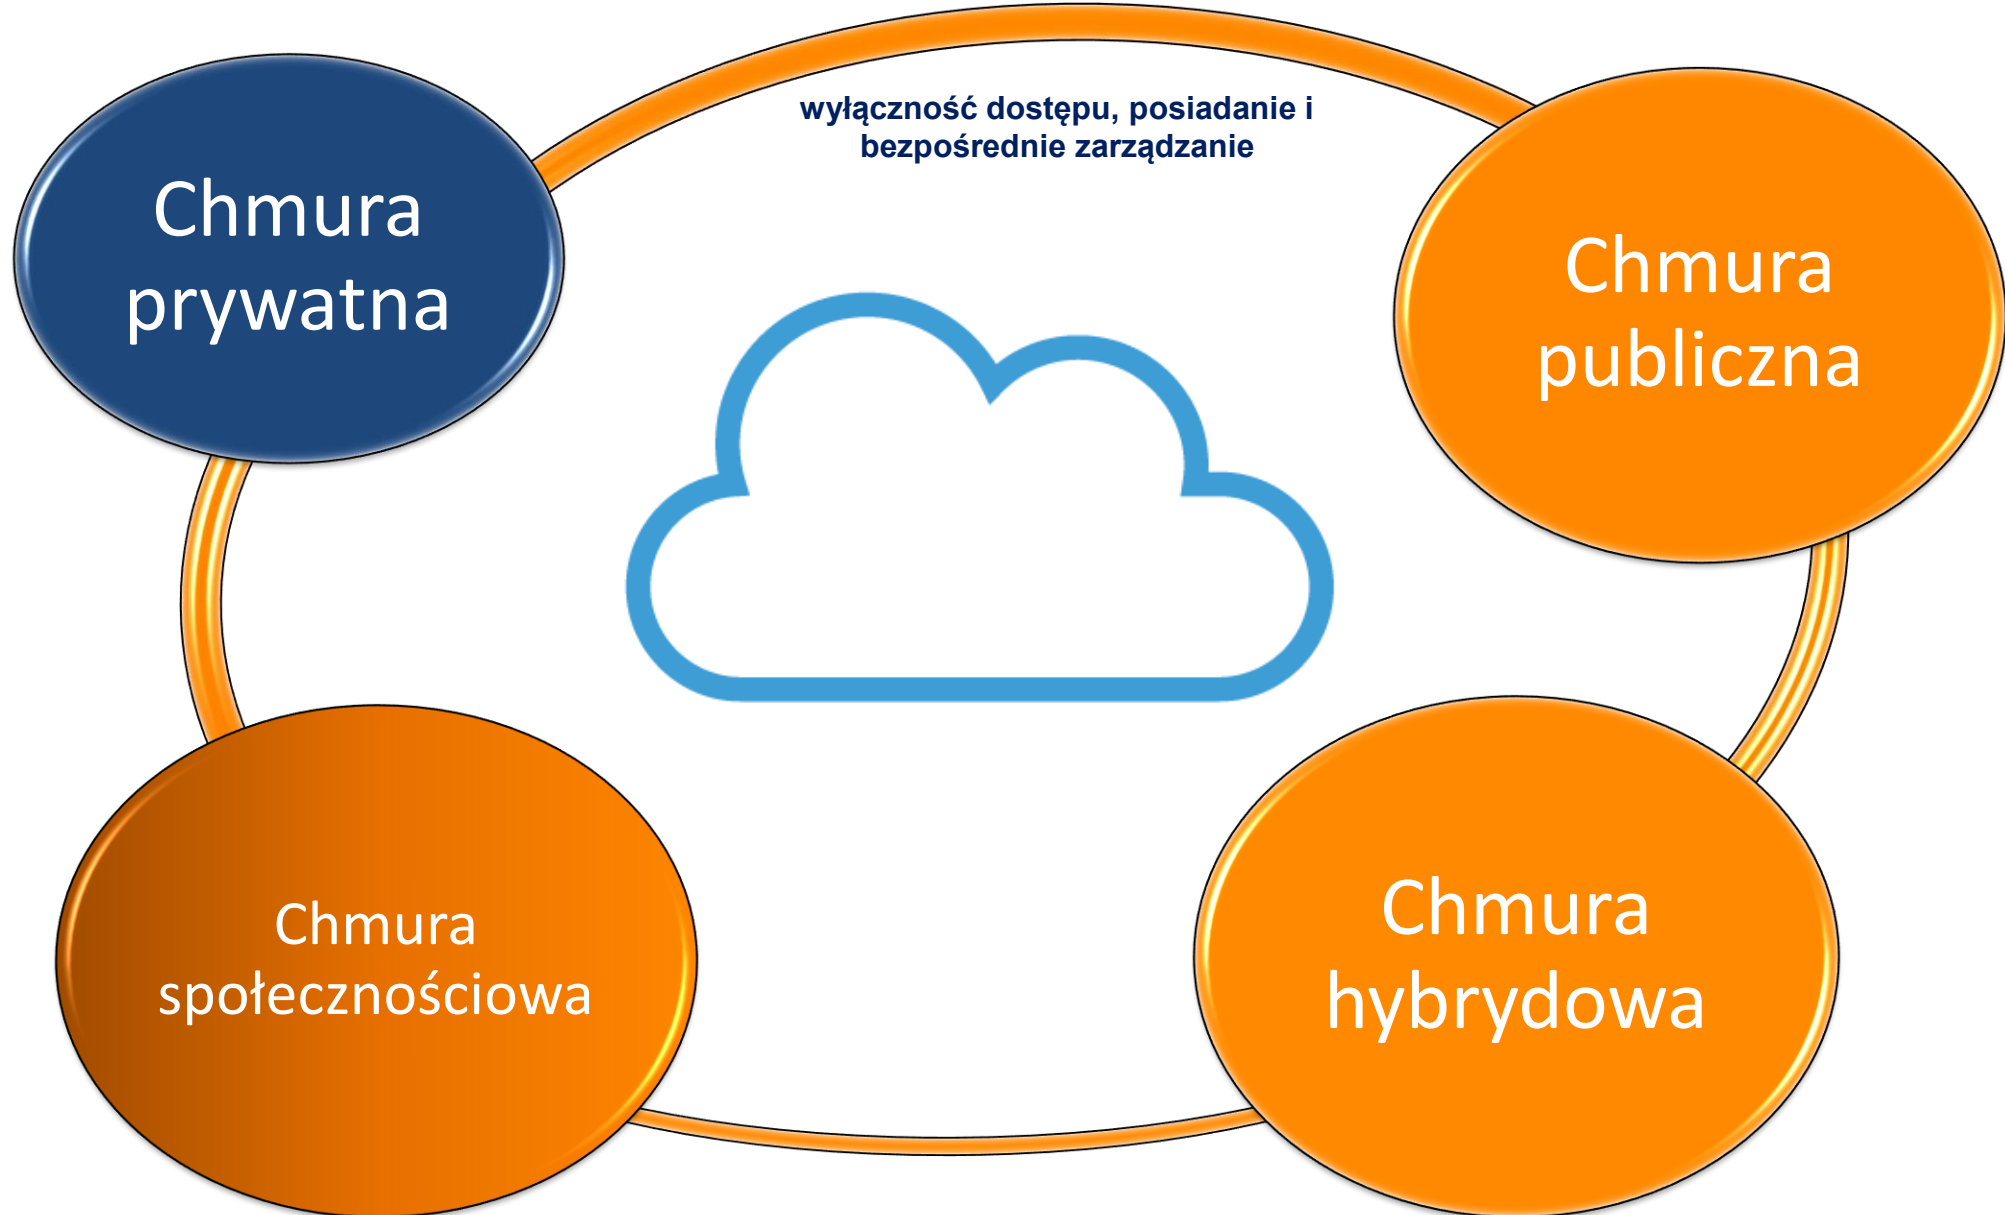 wyłączność dostępu, posiadanie i
bezpośrednie zarządzanie
Chmura
prywatna
Chmura
publiczna
Chmura
społecznościowa
Chmura
hybrydowa